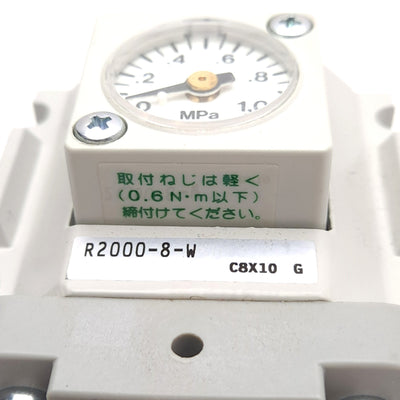 0 .2 .4 .6 .8 1.0
MPa
取付ねじは軽く
(0.6N·m以下)
締付けてください。
R2000-8-W
C8X10 G